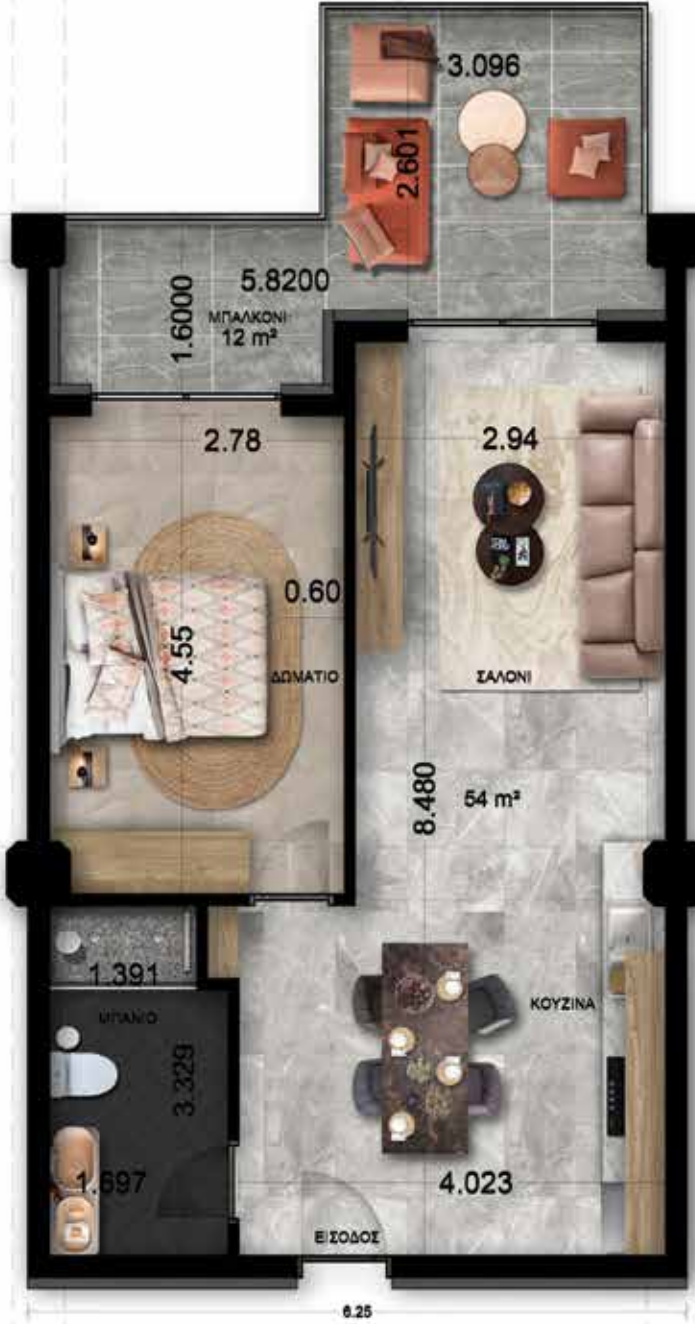 3.096
2.601
5.8200
1.6000
ΜΠΑΛΚΟΝΙ
12 m²
2.78
2.94
0.60
4.55
ΔΩΜΑΤΙΟ
ΣΑΛΟΝΙ
8.480
54 m²
1.391
ΚΟΥΖΙΝΑ
ΜΠΑΝΙΟ
3.329
1.697
4.023
ΕΙΣΟΔΟΣ
6.25